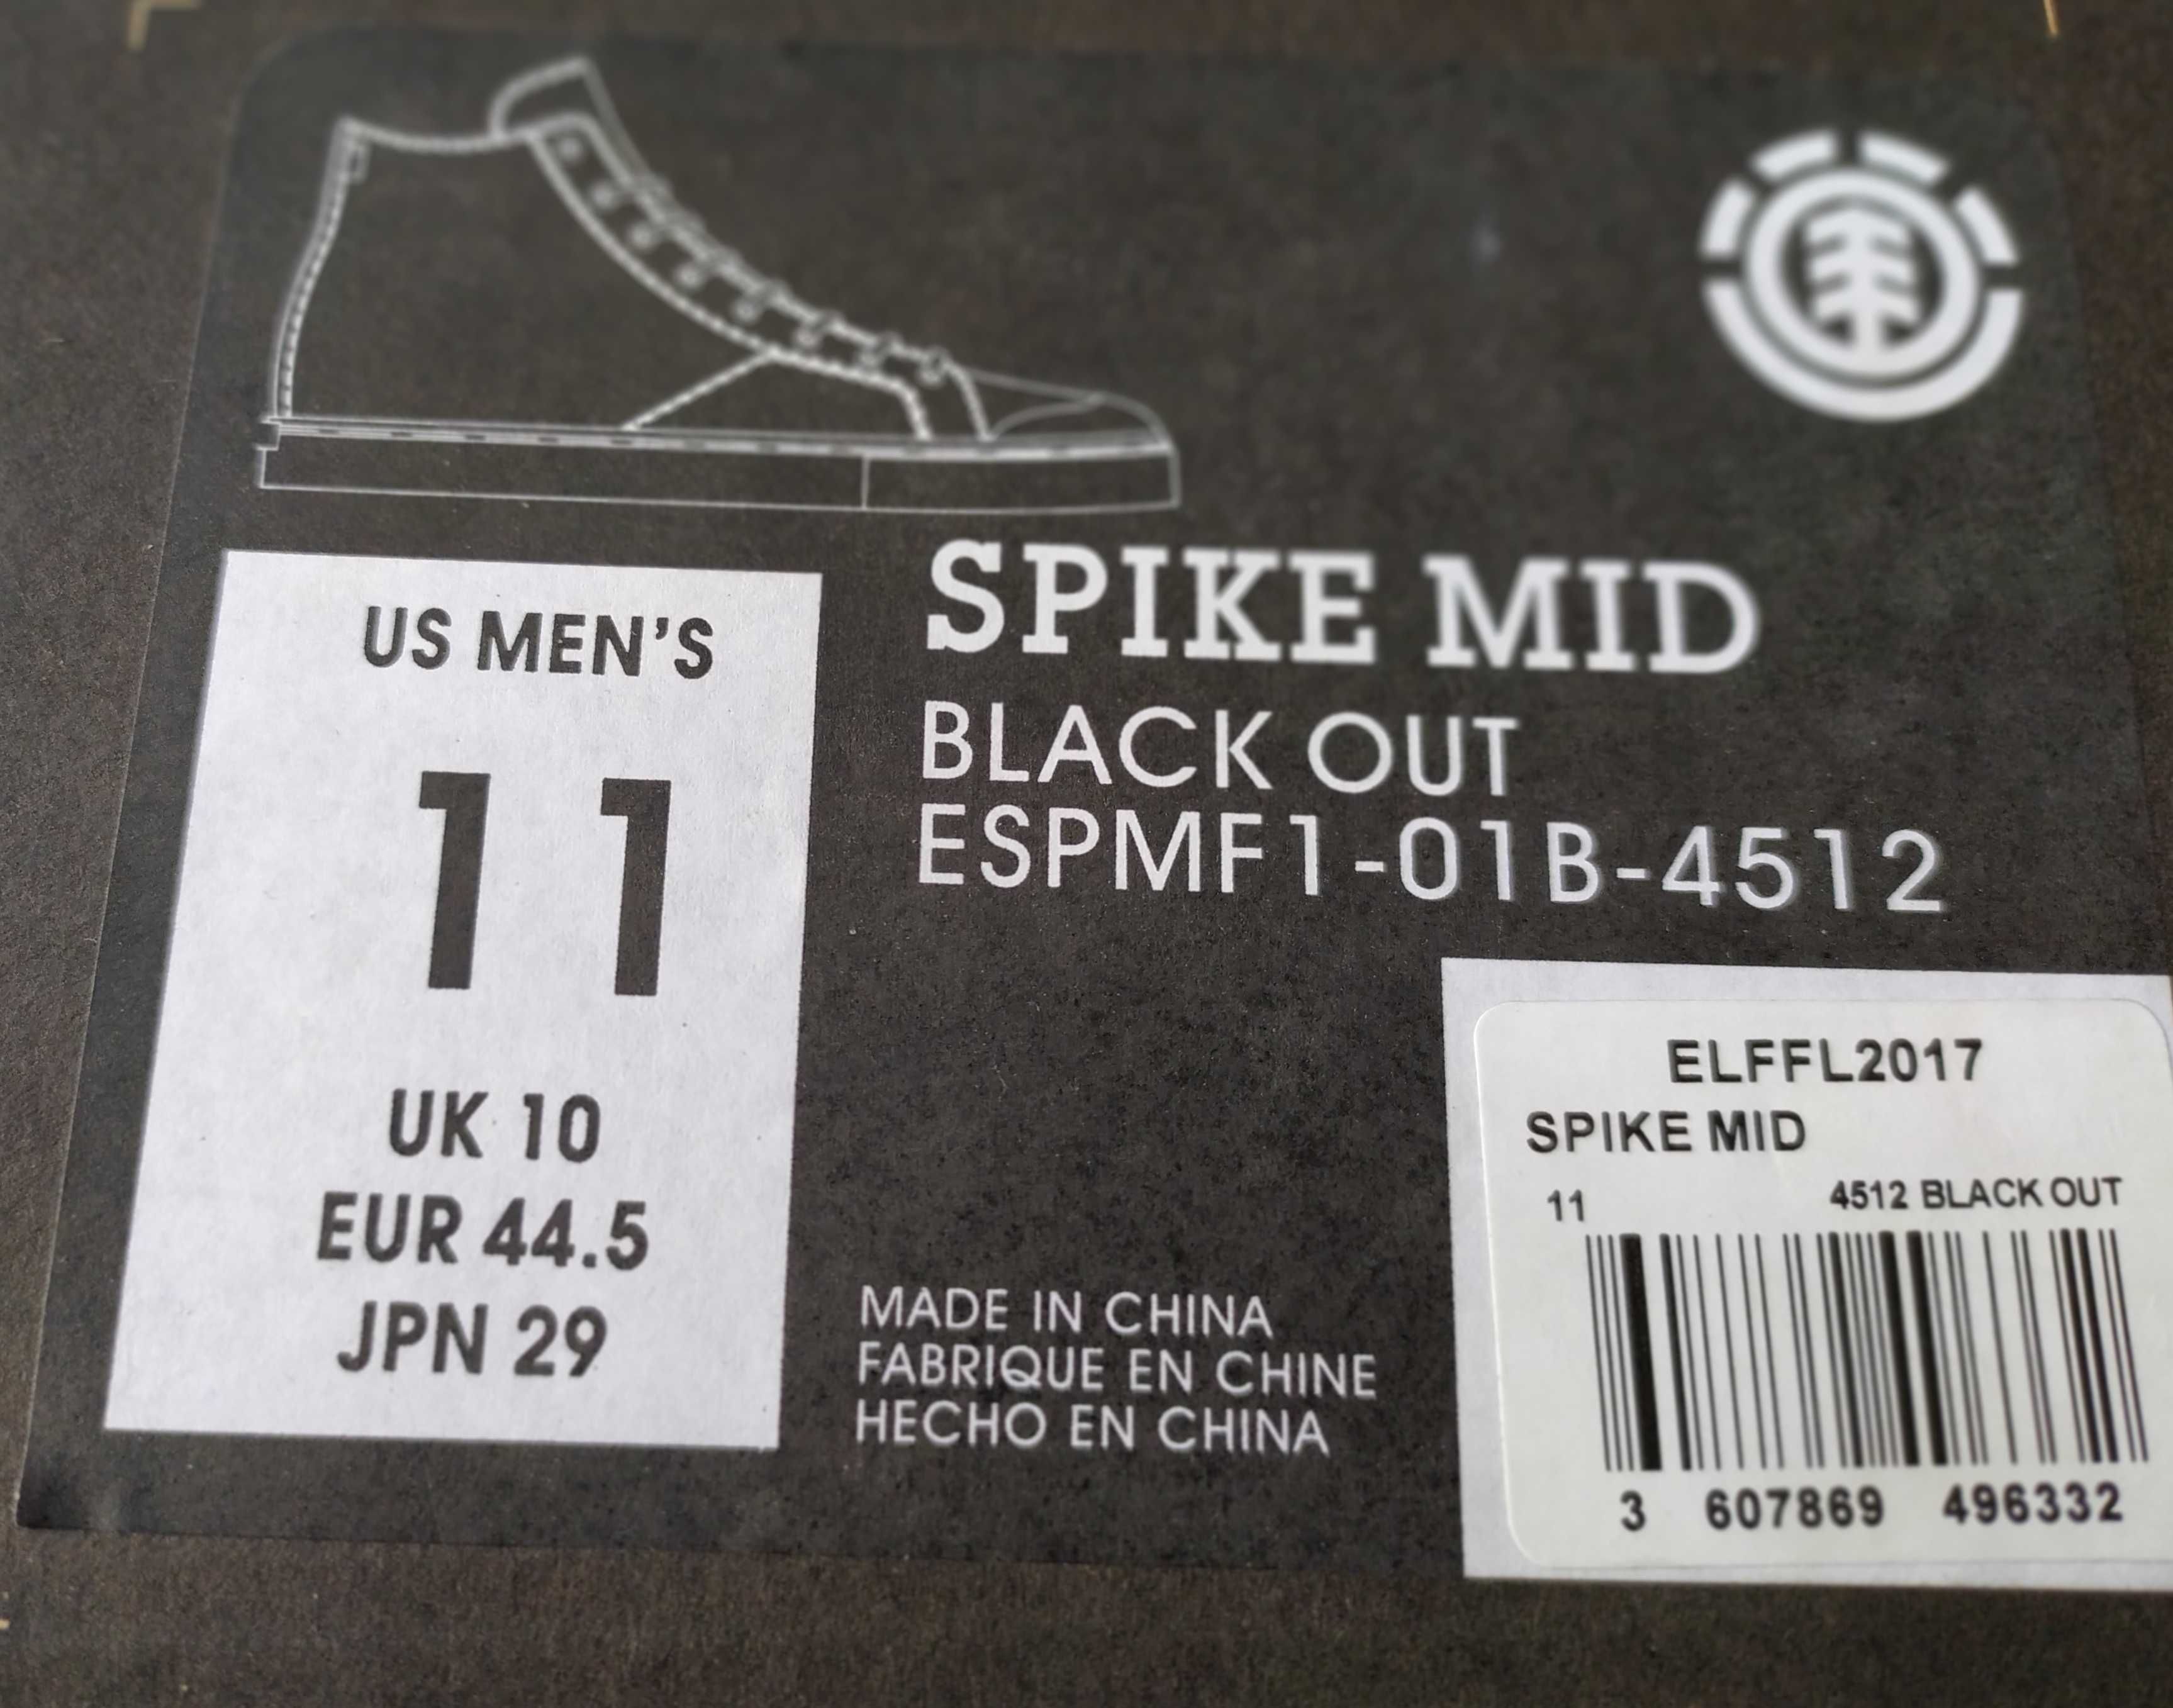 US MEN'S
11
UK 10
EUR 44.5
JPN 29
SPIKE MID
BLACK OUT
ESPMF1-01B-4512
MADE IN CHINA
FABRIQUE EN CHINE
HECHO EN CHINA
ELFFL2017
SPIKE MID
11 4512 BLACK OUT
3 607869 496332